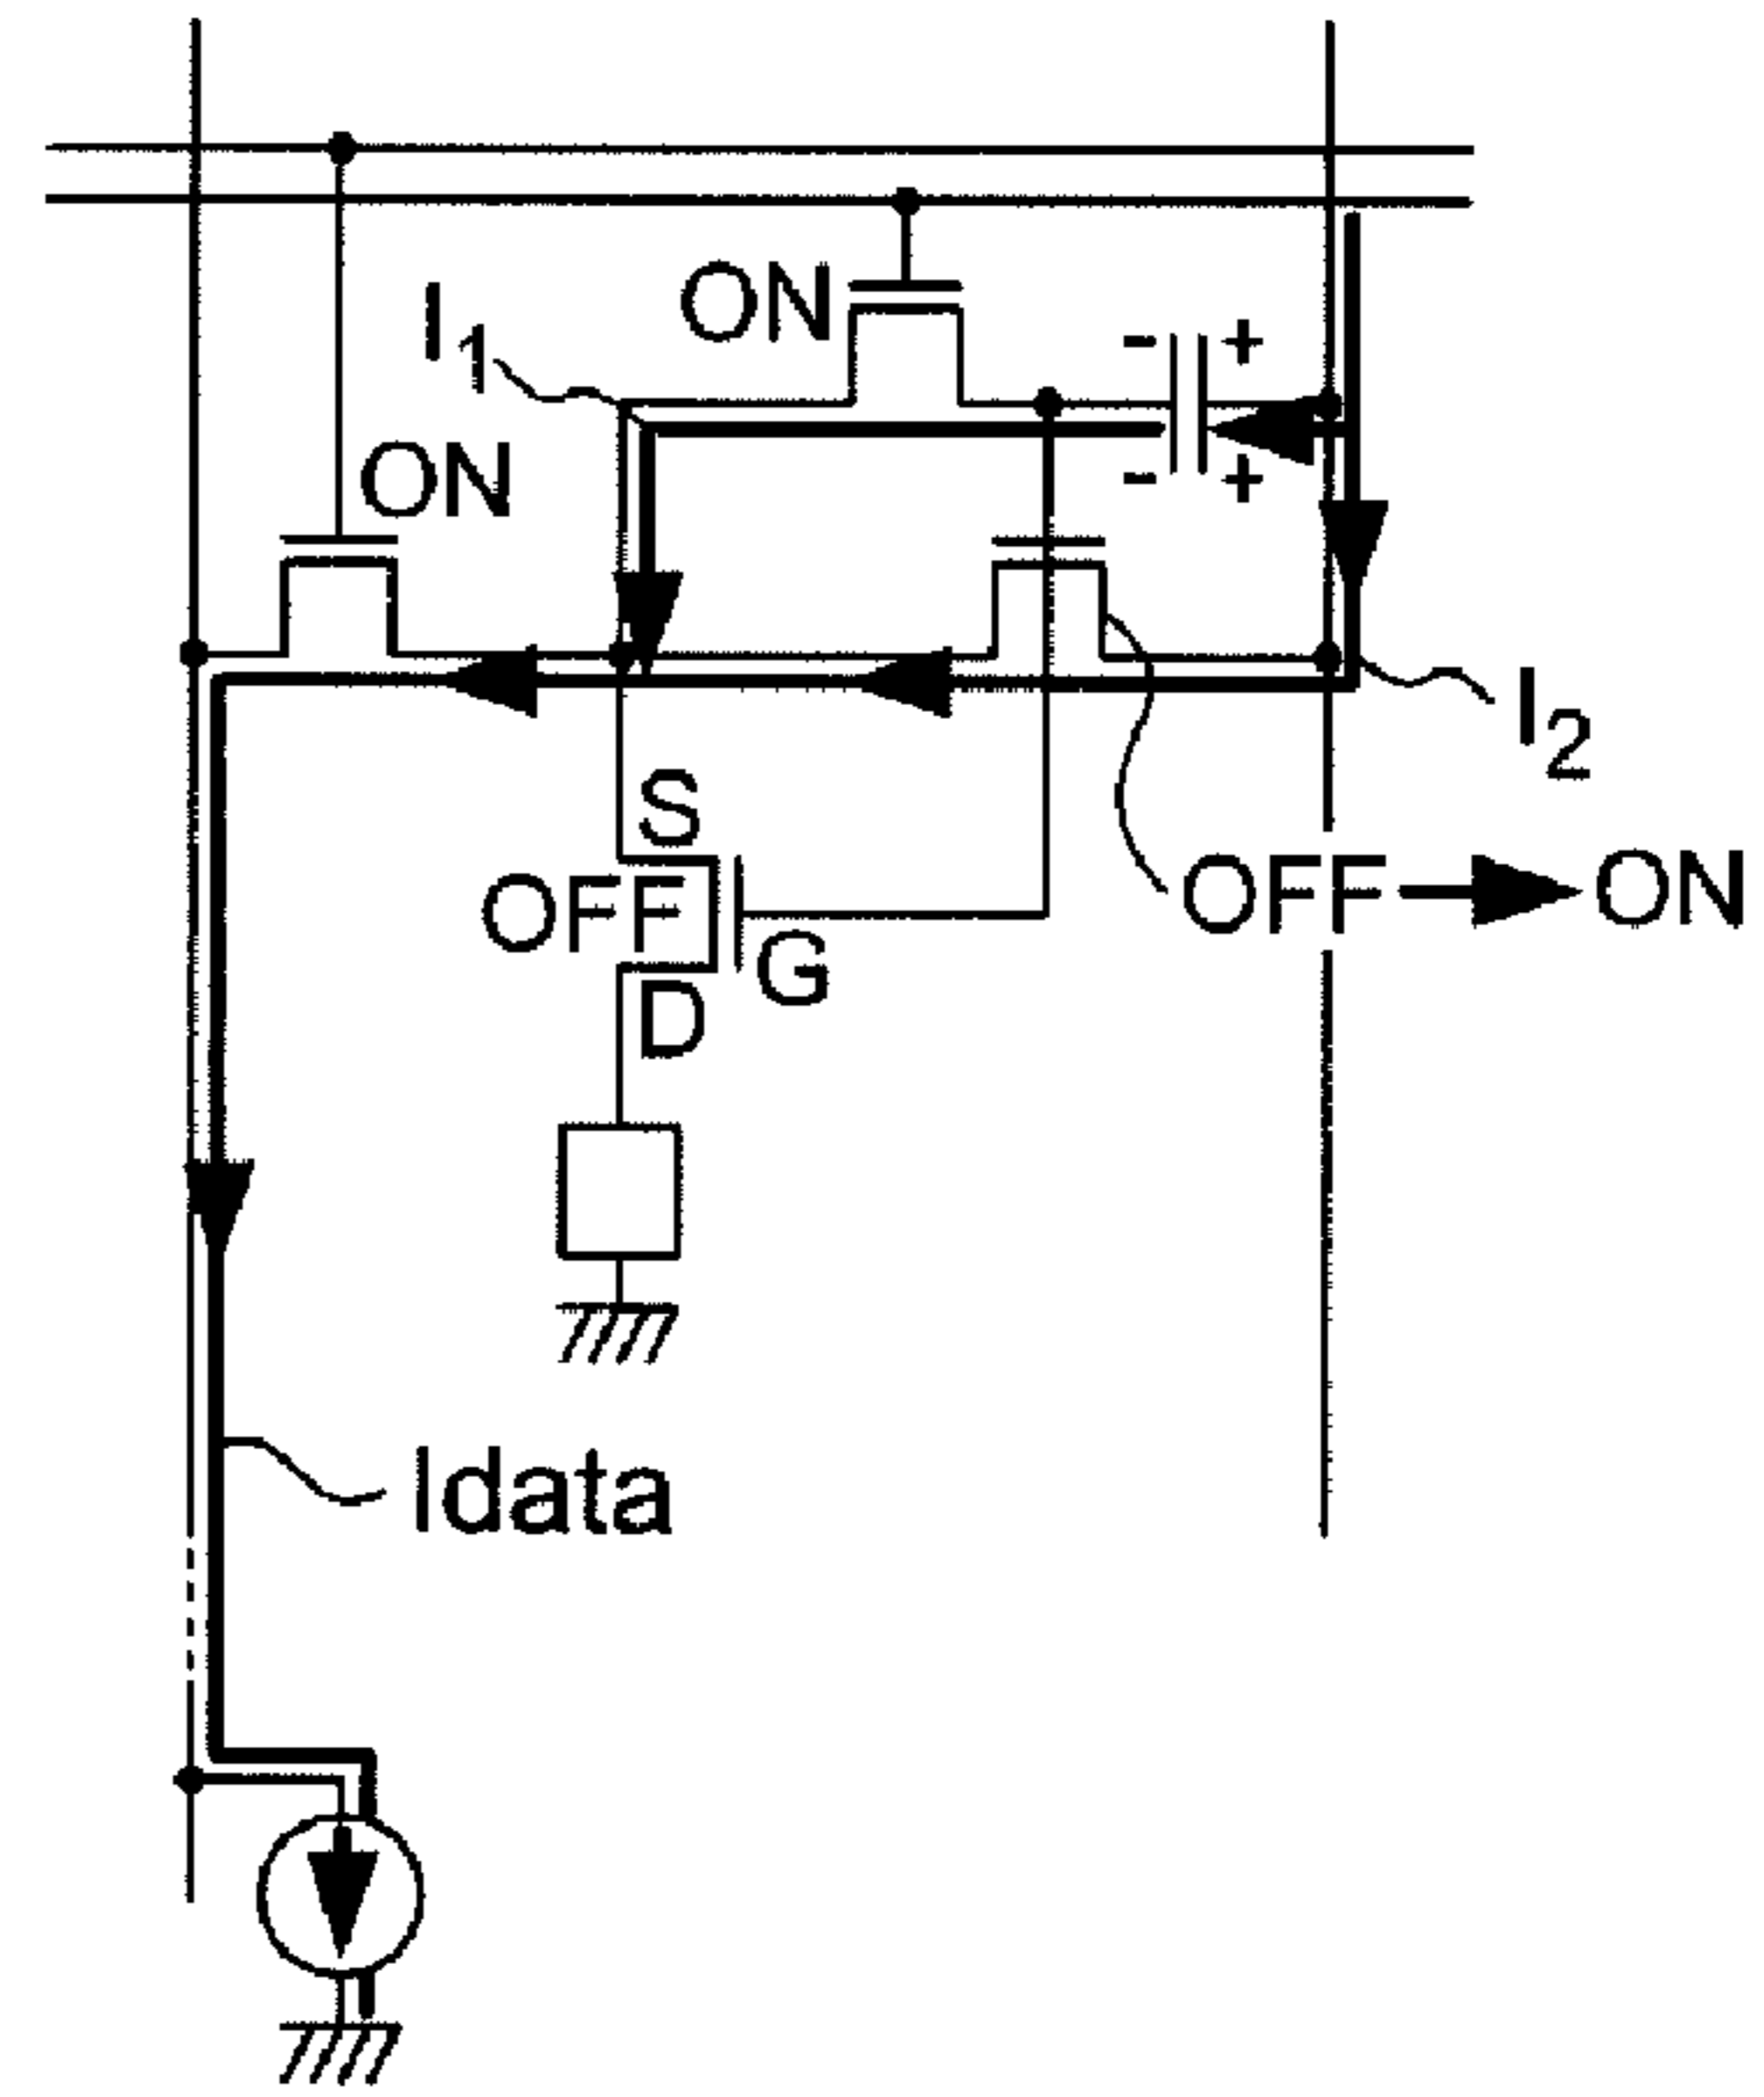 ON
I1
- +
ON
- +
I2
S
OFF
OFF → ON
G
D
Idata